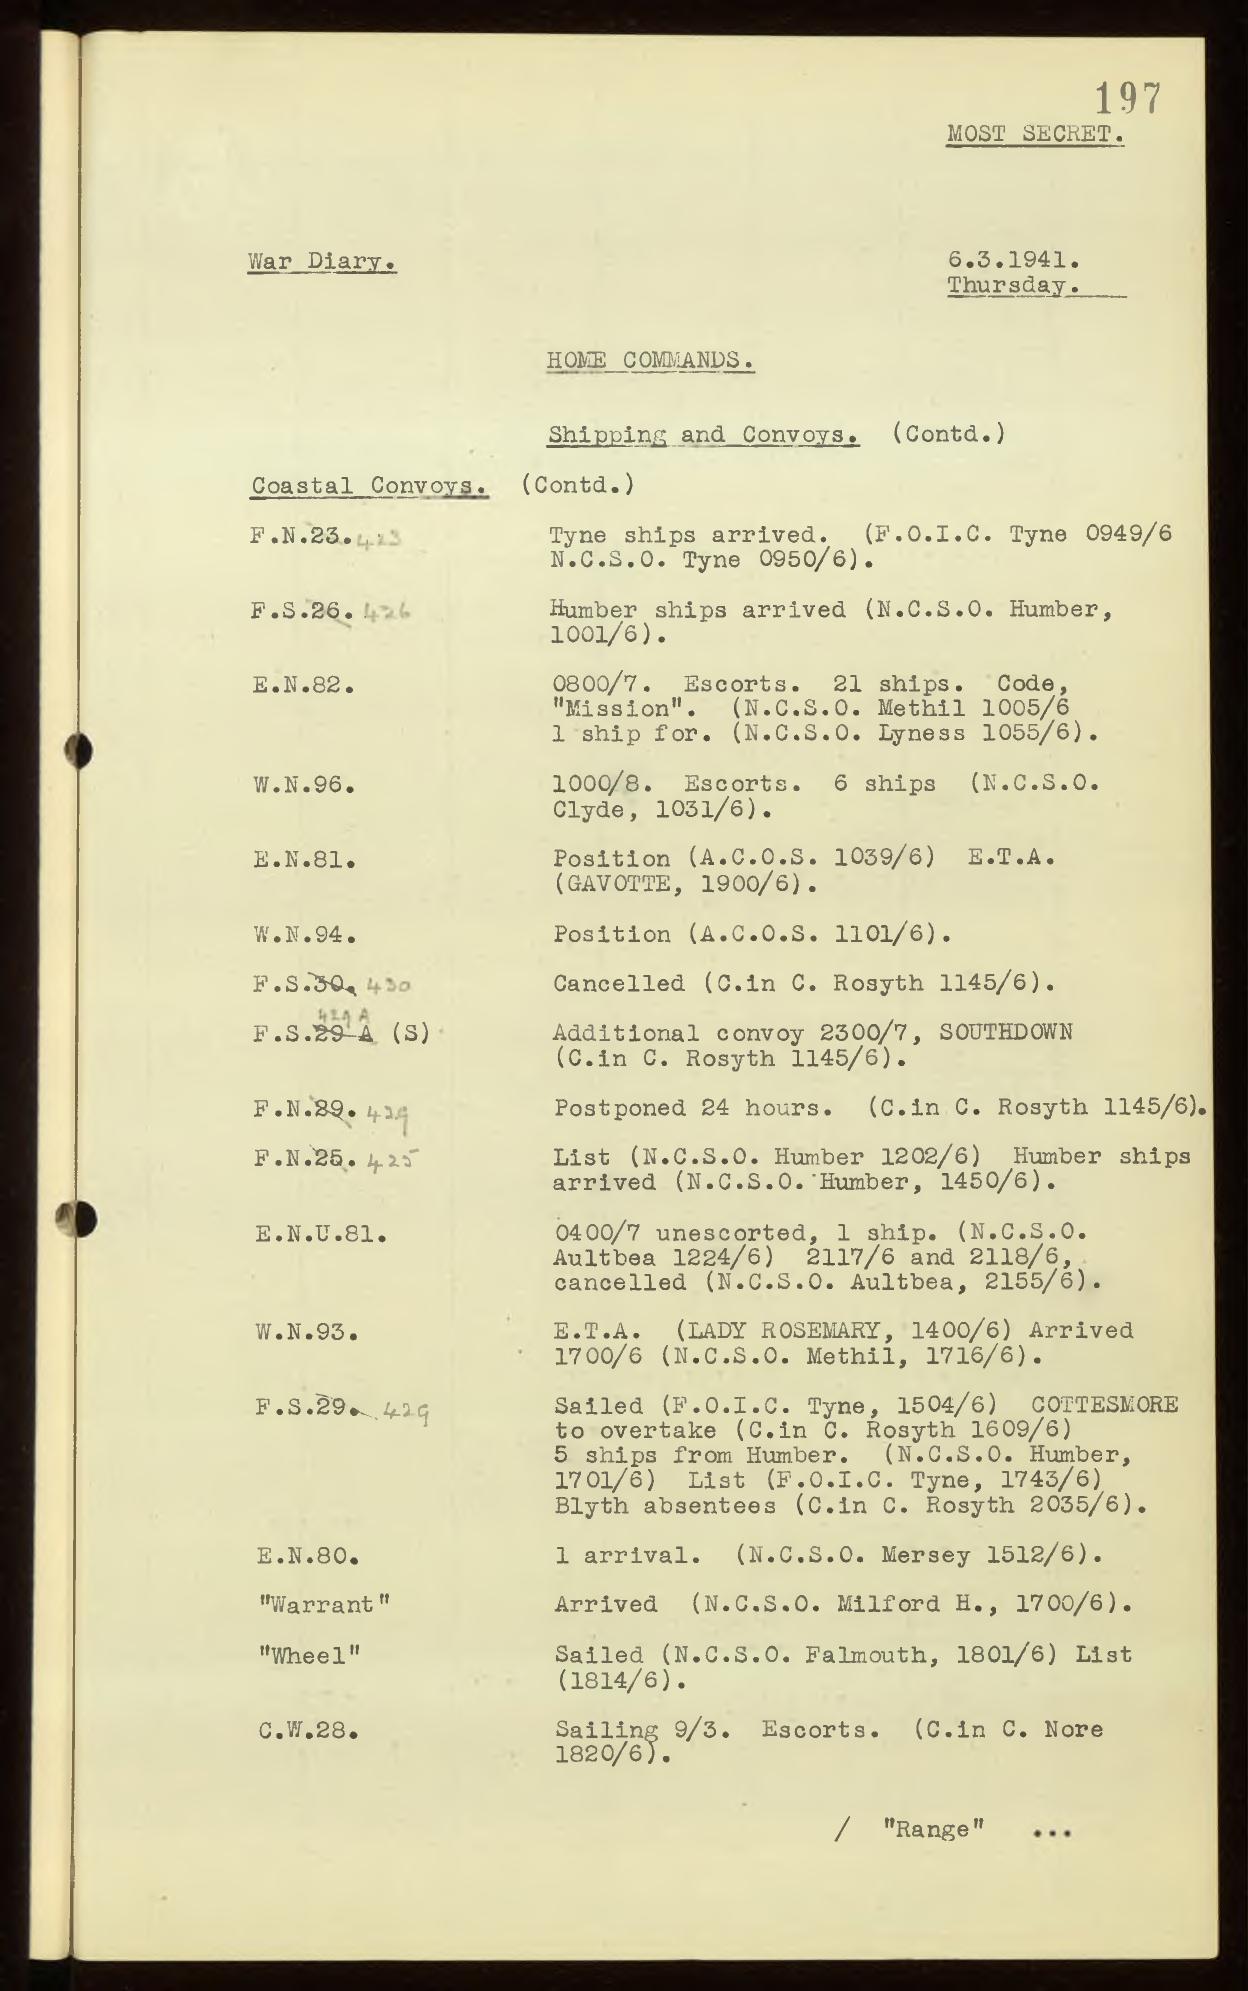 197
MOST SECRET.
War Diary.
6.3.1941.
Thursday.
HOME COMMANDS.
Shipping and Convoys. (Contd.)
Coastal Convoys. (Contd.)
F.N.23. 423 Tyne ships arrived. (F.O.I.C. Tyne 0949/6
N.C.S.O. Tyne 0950/6).
F.S.26. 426 Humber ships arrived (N.C.S.O. Humber,
1001/6).
E.N.82. 0800/7. Escorts. 21 ships. Code,
"Mission". (N.C.S.O. Methil 1005/6
1 ship for. (N.C.S.O. Lyness 1055/6).
W.N.96. 1000/8. Escorts. 6 ships (N.C.S.O.
Clyde, 1031/6).
E.N.81. Position (A.C.O.S. 1039/6) E.T.A.
(GAVOTTE, 1900/6).
W.N.94. Position (A.C.O.S. 1101/6).
F.S.30. 430 Cancelled (C.in C. Rosyth 1145/6).
429 A
F.S.29 A (S) Additional convoy 2300/7, SOUTHDOWN
(C.in C. Rosyth 1145/6).
F.N.29. 429 Postponed 24 hours. (C.in C. Rosyth 1145/6).
F.N.25. 425 List (N.C.S.O. Humber 1202/6) Humber ships
arrived (N.C.S.O. Humber, 1450/6).
E.N.U.81. 0400/7 unescorted, 1 ship. (N.C.S.O.
Aultbea 1224/6) 2117/6 and 2118/6,
cancelled (N.C.S.O. Aultbea, 2155/6).
W.N.93. E.T.A. (LADY ROSEMARY, 1400/6) Arrived
1700/6 (N.C.S.O. Methil, 1716/6).
F.S.29. 429 Sailed (F.O.I.C. Tyne, 1504/6) COTTESMORE
to overtake (C.in C. Rosyth 1609/6)
5 ships from Humber. (N.C.S.O. Humber,
1701/6) List (F.O.I.C. Tyne, 1743/6)
Blyth absentees (C.in C. Rosyth 2035/6).
E.N.80. 1 arrival. (N.C.S.O. Mersey 1512/6).
"Warrant" Arrived (N.C.S.O. Milford H., 1700/6).
"Wheel" Sailed (N.C.S.O. Falmouth, 1801/6) List
(1814/6).
C.W.28. Sailing 9/3. Escorts. (C.in C. Nore
1820/6).
/ "Range" ...